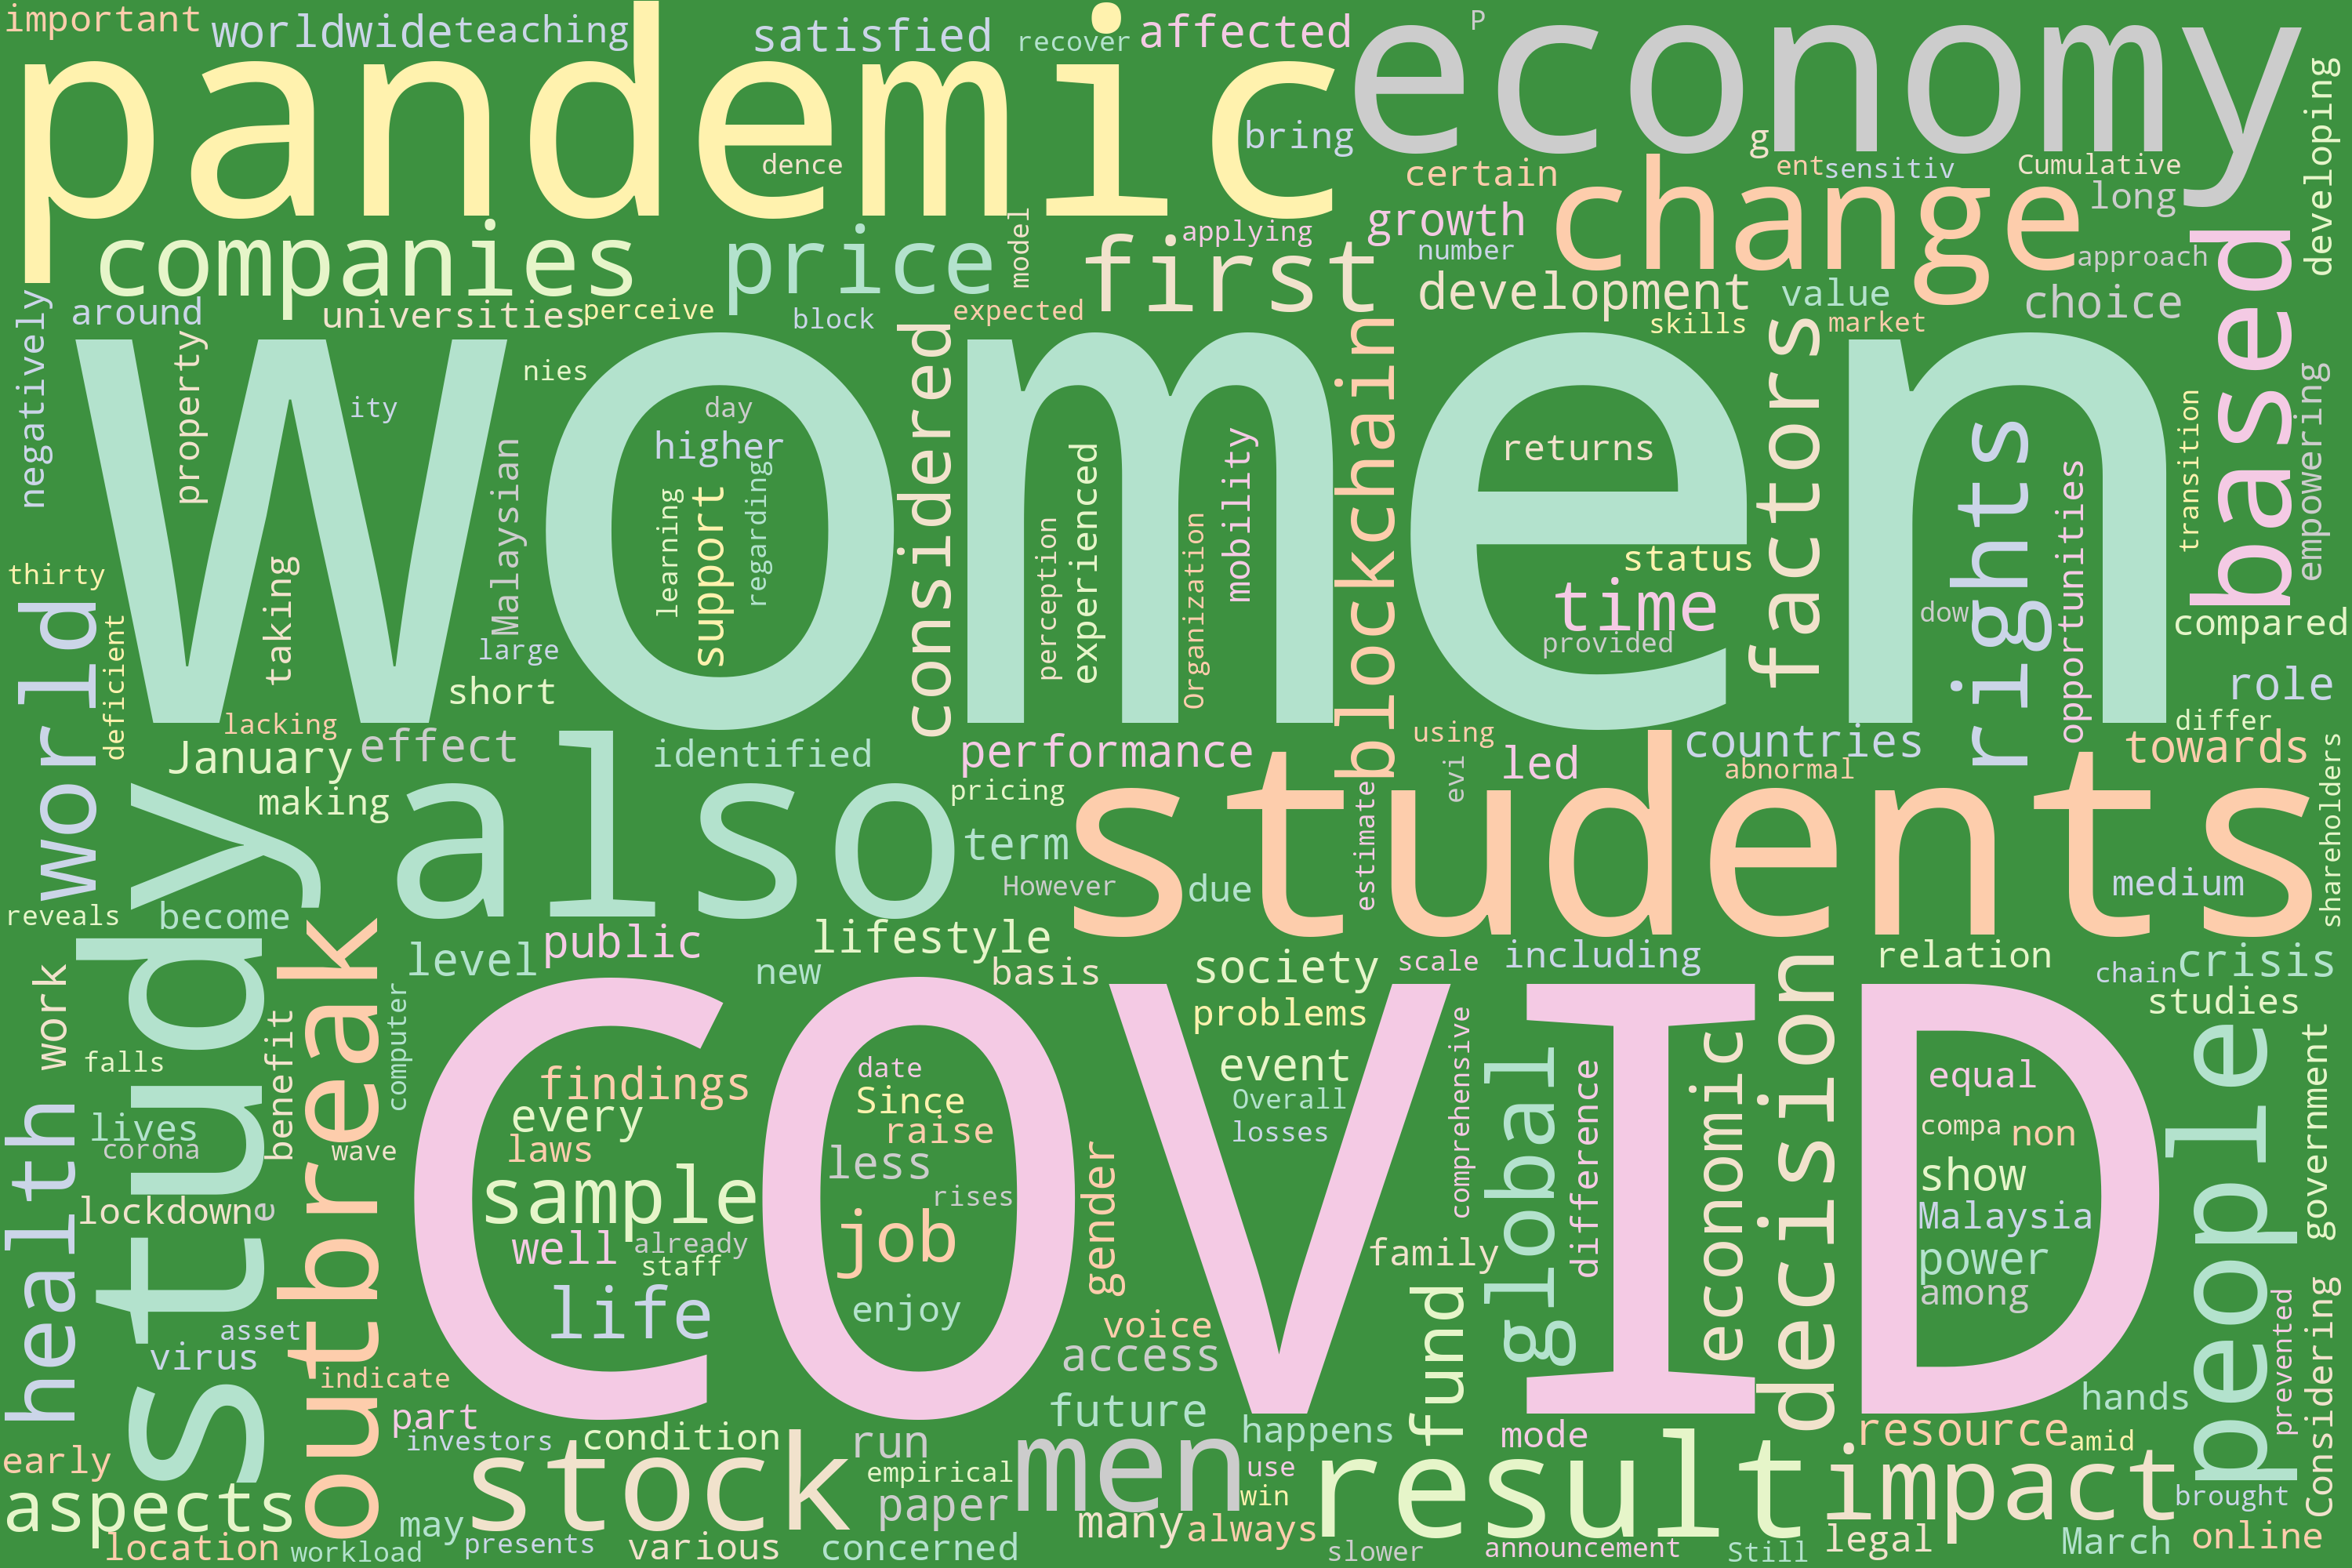 important
worldwide
teaching
satisfied
recover
affected
P
economy
pandemic
dence
bring
g
certain
ent
sensitiv
Cumulative
developing
companies
price
model
first
applying
growth
number
change
long
approach
based
negatively
around
universities
perceive
block
expected
development
value
skills
market
choice
women
property
nies
ity
day
higher
learning
support
regarding
Malaysian
considered
perception
experienced
Organization
mobility
blockchain
returns
factors
status
time
provided
rights
dow
opportunities
transition
empowering
compared
role
differ
towards
thirty
world
deficient
taking
large
short
lacking
January
effect
making
identified
performance
pricing
using
led
evi
estimate
countries
abnormal
study
also
term
However
due
students
medium
shareholders
reveals
become
level
public
lifestyle
new
basis
society
scale
including
relation
chain
crisis
studies
problems
work
outbreak
falls
benefit
computer
health
lives
corona
wave
lockdown
e
COVID
findings
every
laws
sample
well
already
staff
life
date
Since
raise
less
rises
job
enjoy
gender
event
Overall
losses
comprehensive
global
difference
family
economic
decision
equal
compa
non
show
Malaysia
power
among
people
government
Considering
prevented
virus
asset
indicate
part
investors
condition
voice
access
future
happens
fund
mode
hands
resource
amid
early
aspects
location
workload
may
stock
presents
various
run
empirical
paper
concerned
men
many
use
win
always
result
slower
announcement
impact
legal
Still
March
brought
online